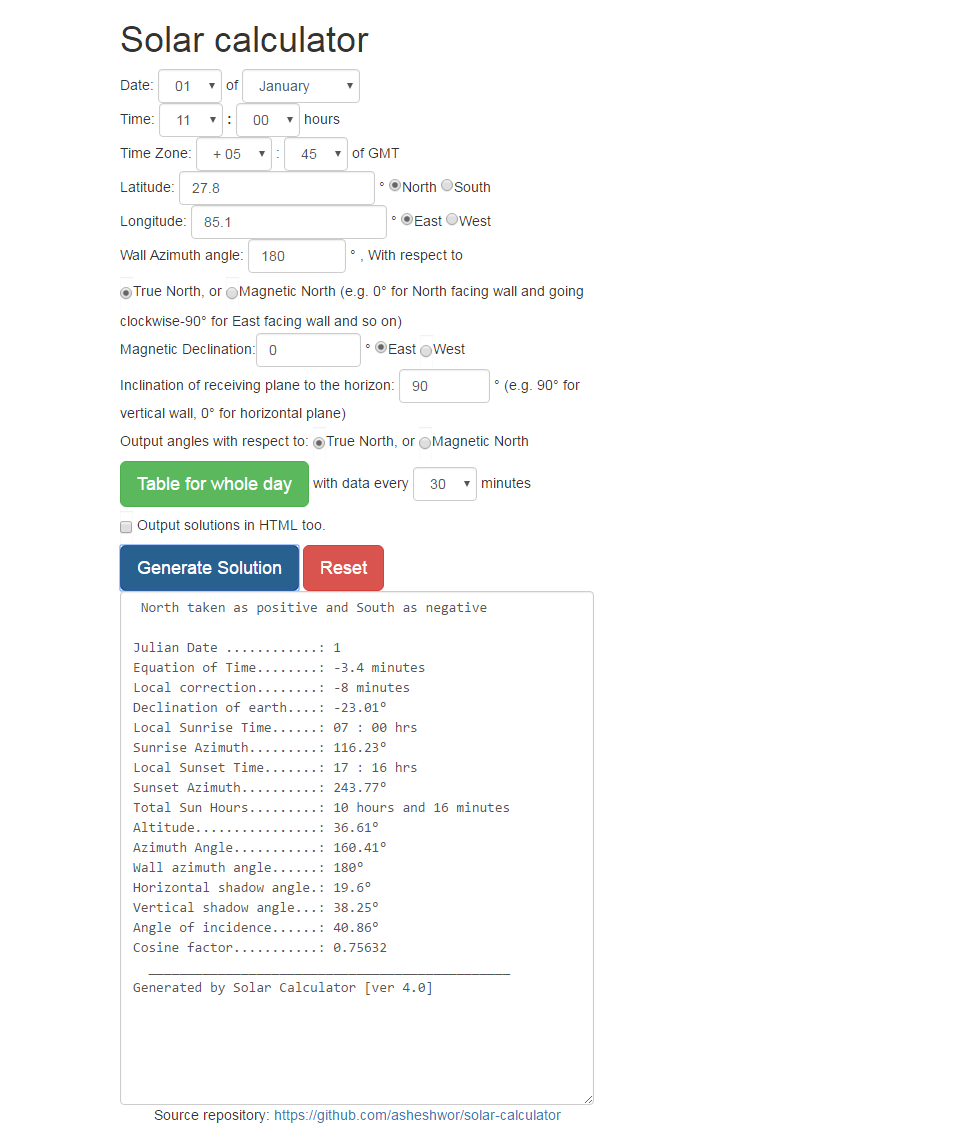 Solar calculator
Date: 01 of January
Time: 11 : 00 hours
Time Zone: + 05 : 45 of GMT
Latitude: 27.8 ° North South
Longitude: 85.1 ° East West
Wall Azimuth angle: 180 ° , With respect to
True North, or Magnetic North (e.g. 0° for North facing wall and going
clockwise-90° for East facing wall and so on)
Magnetic Declination: 0 ° East West
Inclination of receiving plane to the horizon: 90 ° (e.g. 90° for
vertical wall, 0° for horizontal plane)
Output angles with respect to: True North, or Magnetic North
Table for whole day with data every 30 minutes
Output solutions in HTML too.
Generate Solution Reset
North taken as positive and South as negative
Julian Date ............: 1
Equation of Time........: -3.4 minutes
Local correction........: -8 minutes
Declination of earth....: -23.01º
Local Sunrise Time......: 07 : 00 hrs
Sunrise Azimuth.........: 116.23º
Local Sunset Time.......: 17 : 16 hrs
Sunset Azimuth..........: 243.77º
Total Sun Hours.........: 10 hours and 16 minutes
Altitude................: 36.61º
Azimuth Angle...........: 160.41º
Wall azimuth angle......: 180º
Horizontal shadow angle.: 19.6º
Vertical shadow angle...: 38.25º
Angle of incidence......: 40.86º
Cosine factor...........: 0.75632
_______________________________________________
Generated by Solar Calculator [ver 4.0]
Source repository: https://github.com/asheshwor/solar-calculator